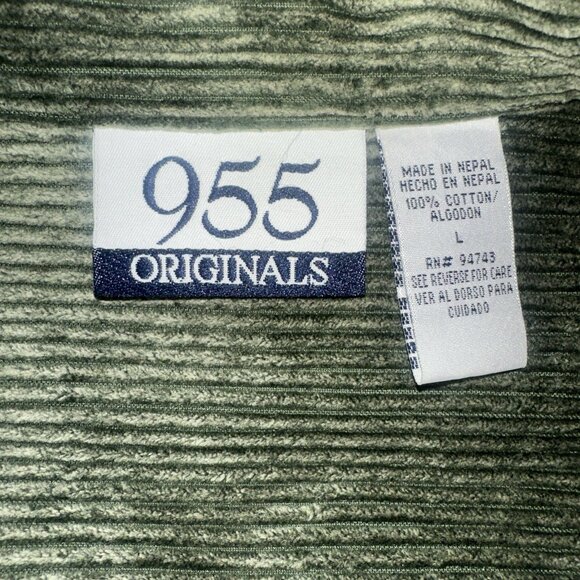 955
ORIGINALS
MADE IN NEPAL
HECHO EN NEPAL
100% COTTON/
ALGODON
L
RN# 94743
SEE REVERSE FOR CARE
VER AL DORSO PARA
CUIDADO